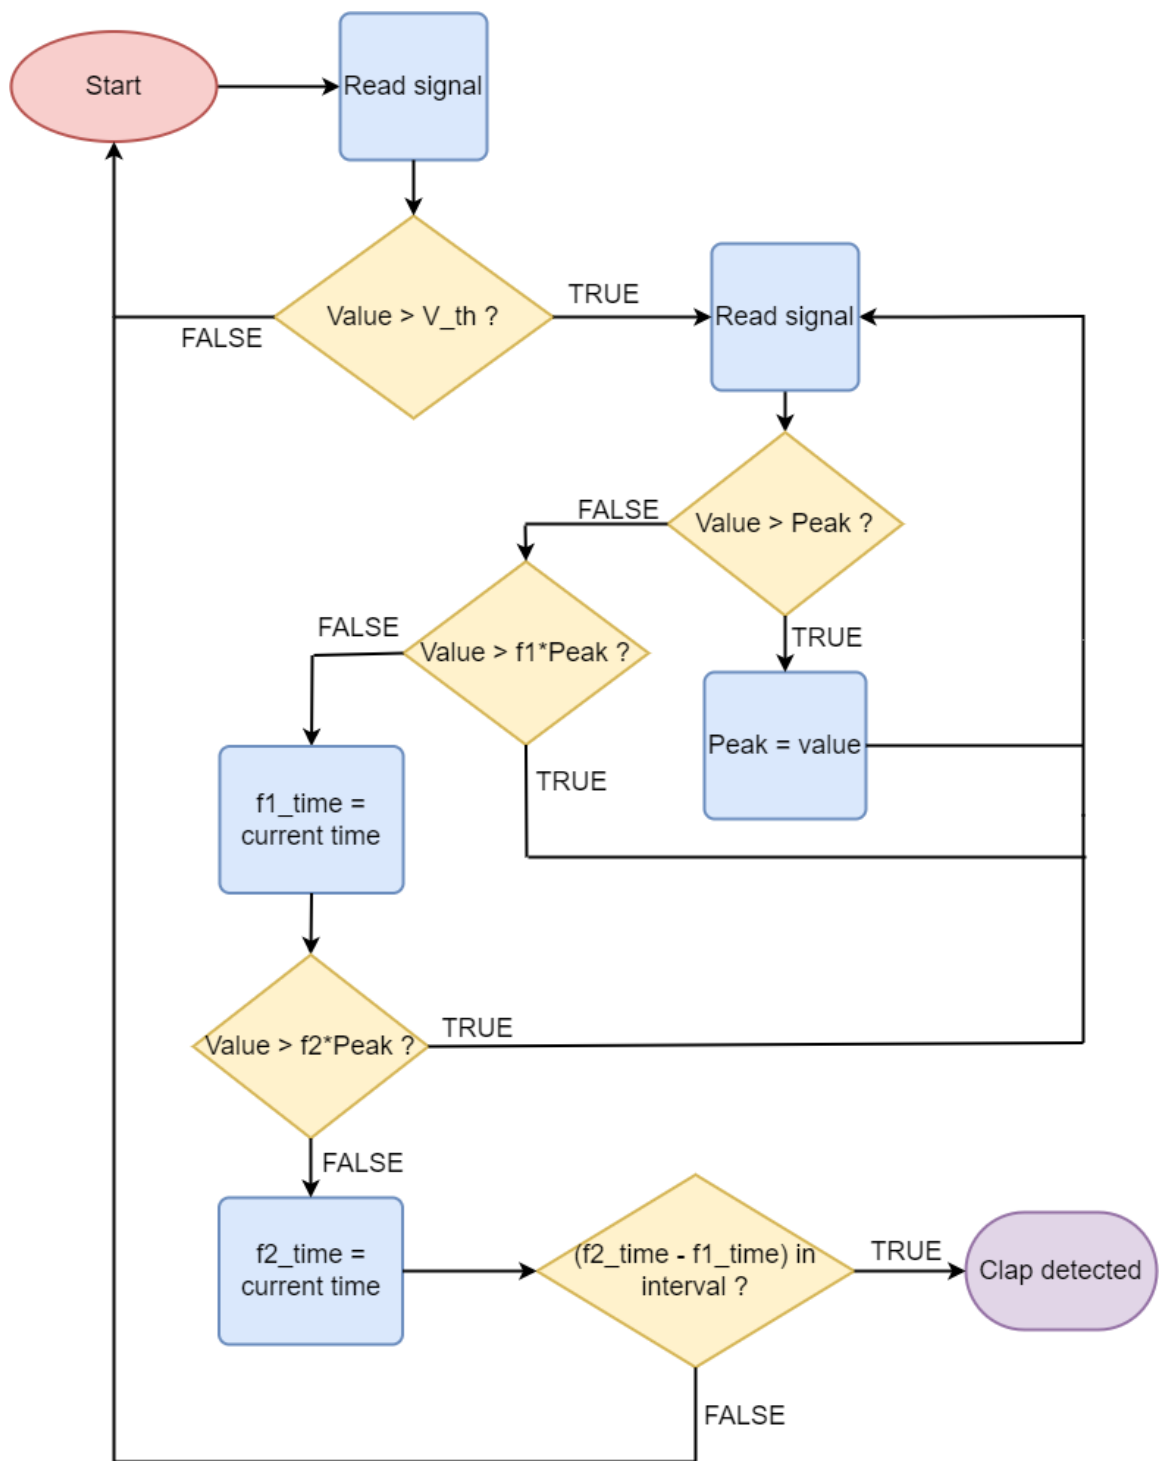 Start
Read signal
Value > V_th ?
TRUE
FALSE
Read signal
Value > Peak ?
FALSE
TRUE
Value > f1*Peak ?
FALSE
TRUE
Peak = value
f1_time =
current time
Value > f2*Peak ?
TRUE
FALSE
f2_time =
current time
(f2_time - f1_time) in
interval ?
TRUE
Clap detected
FALSE